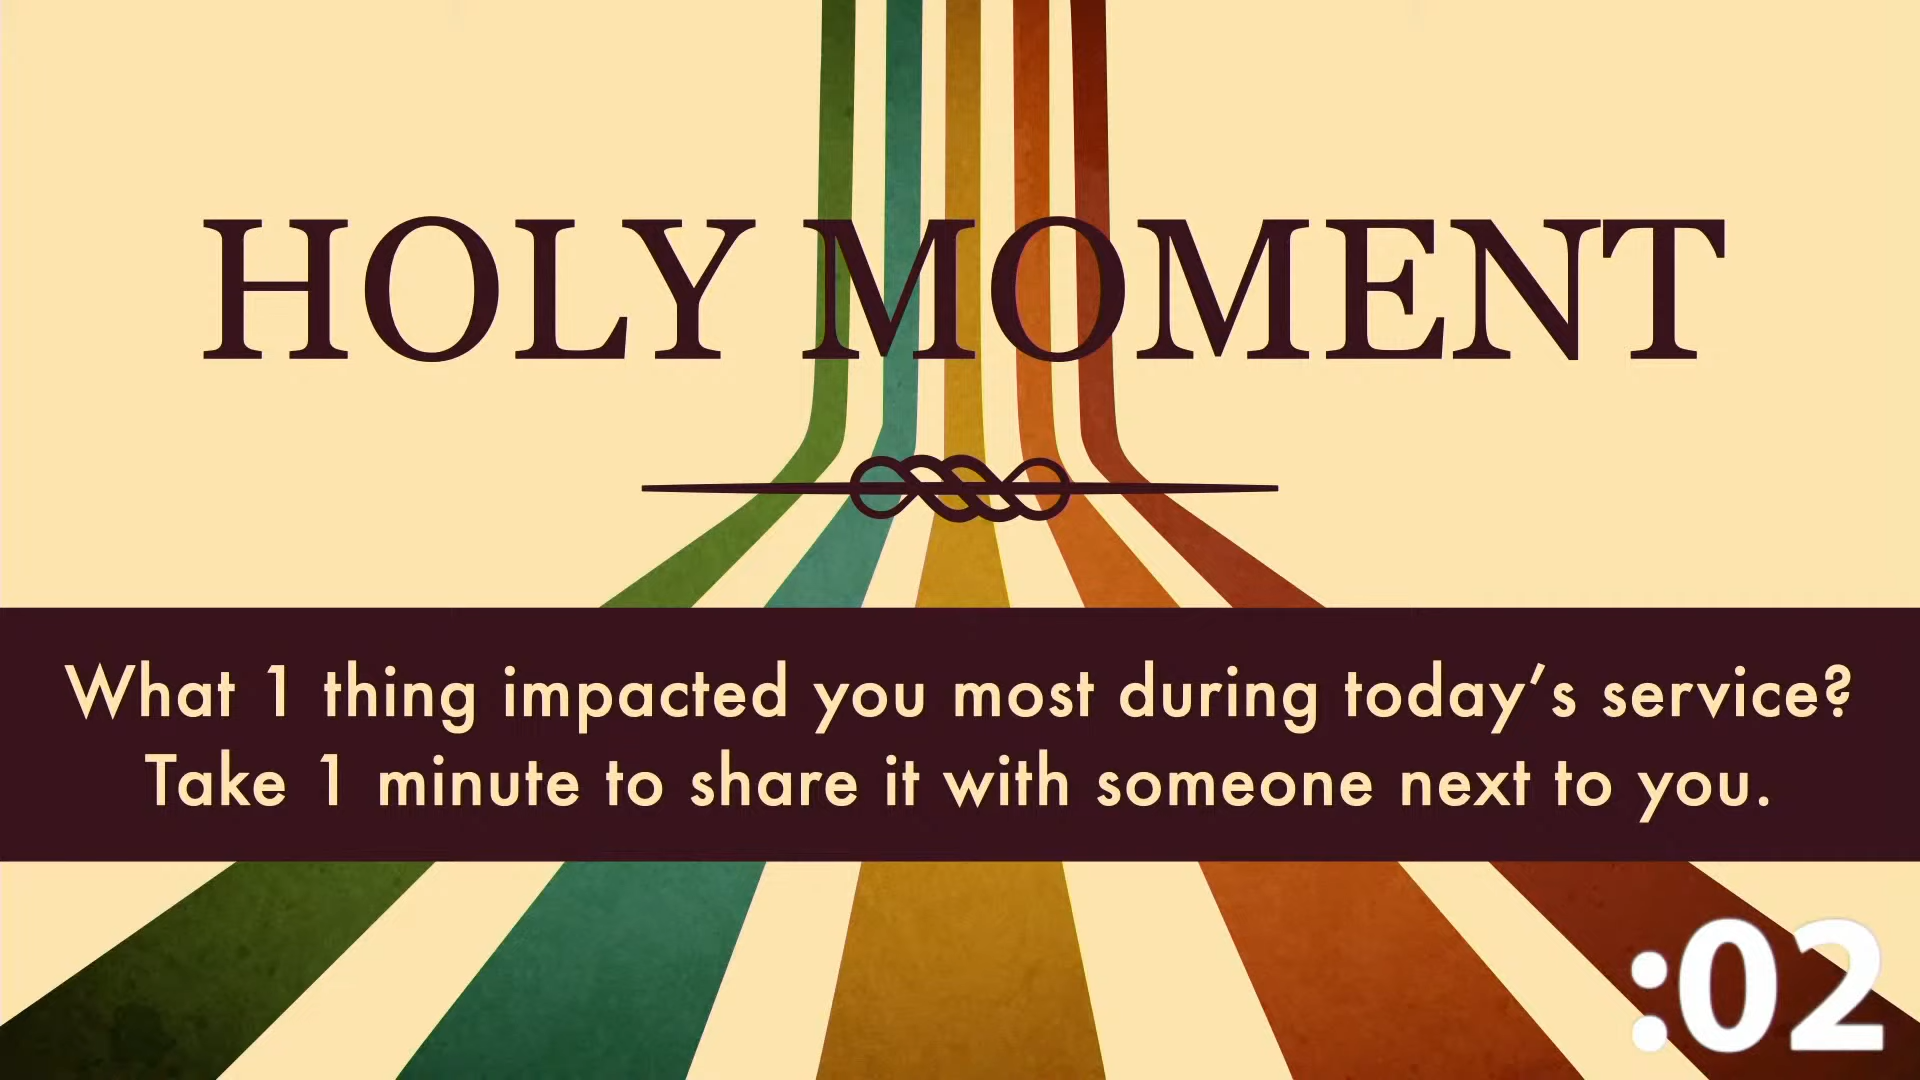 HOLY MOMENT
What 1 thing impacted you most during today’s service?
Take 1 minute to share it with someone next to you.
:02